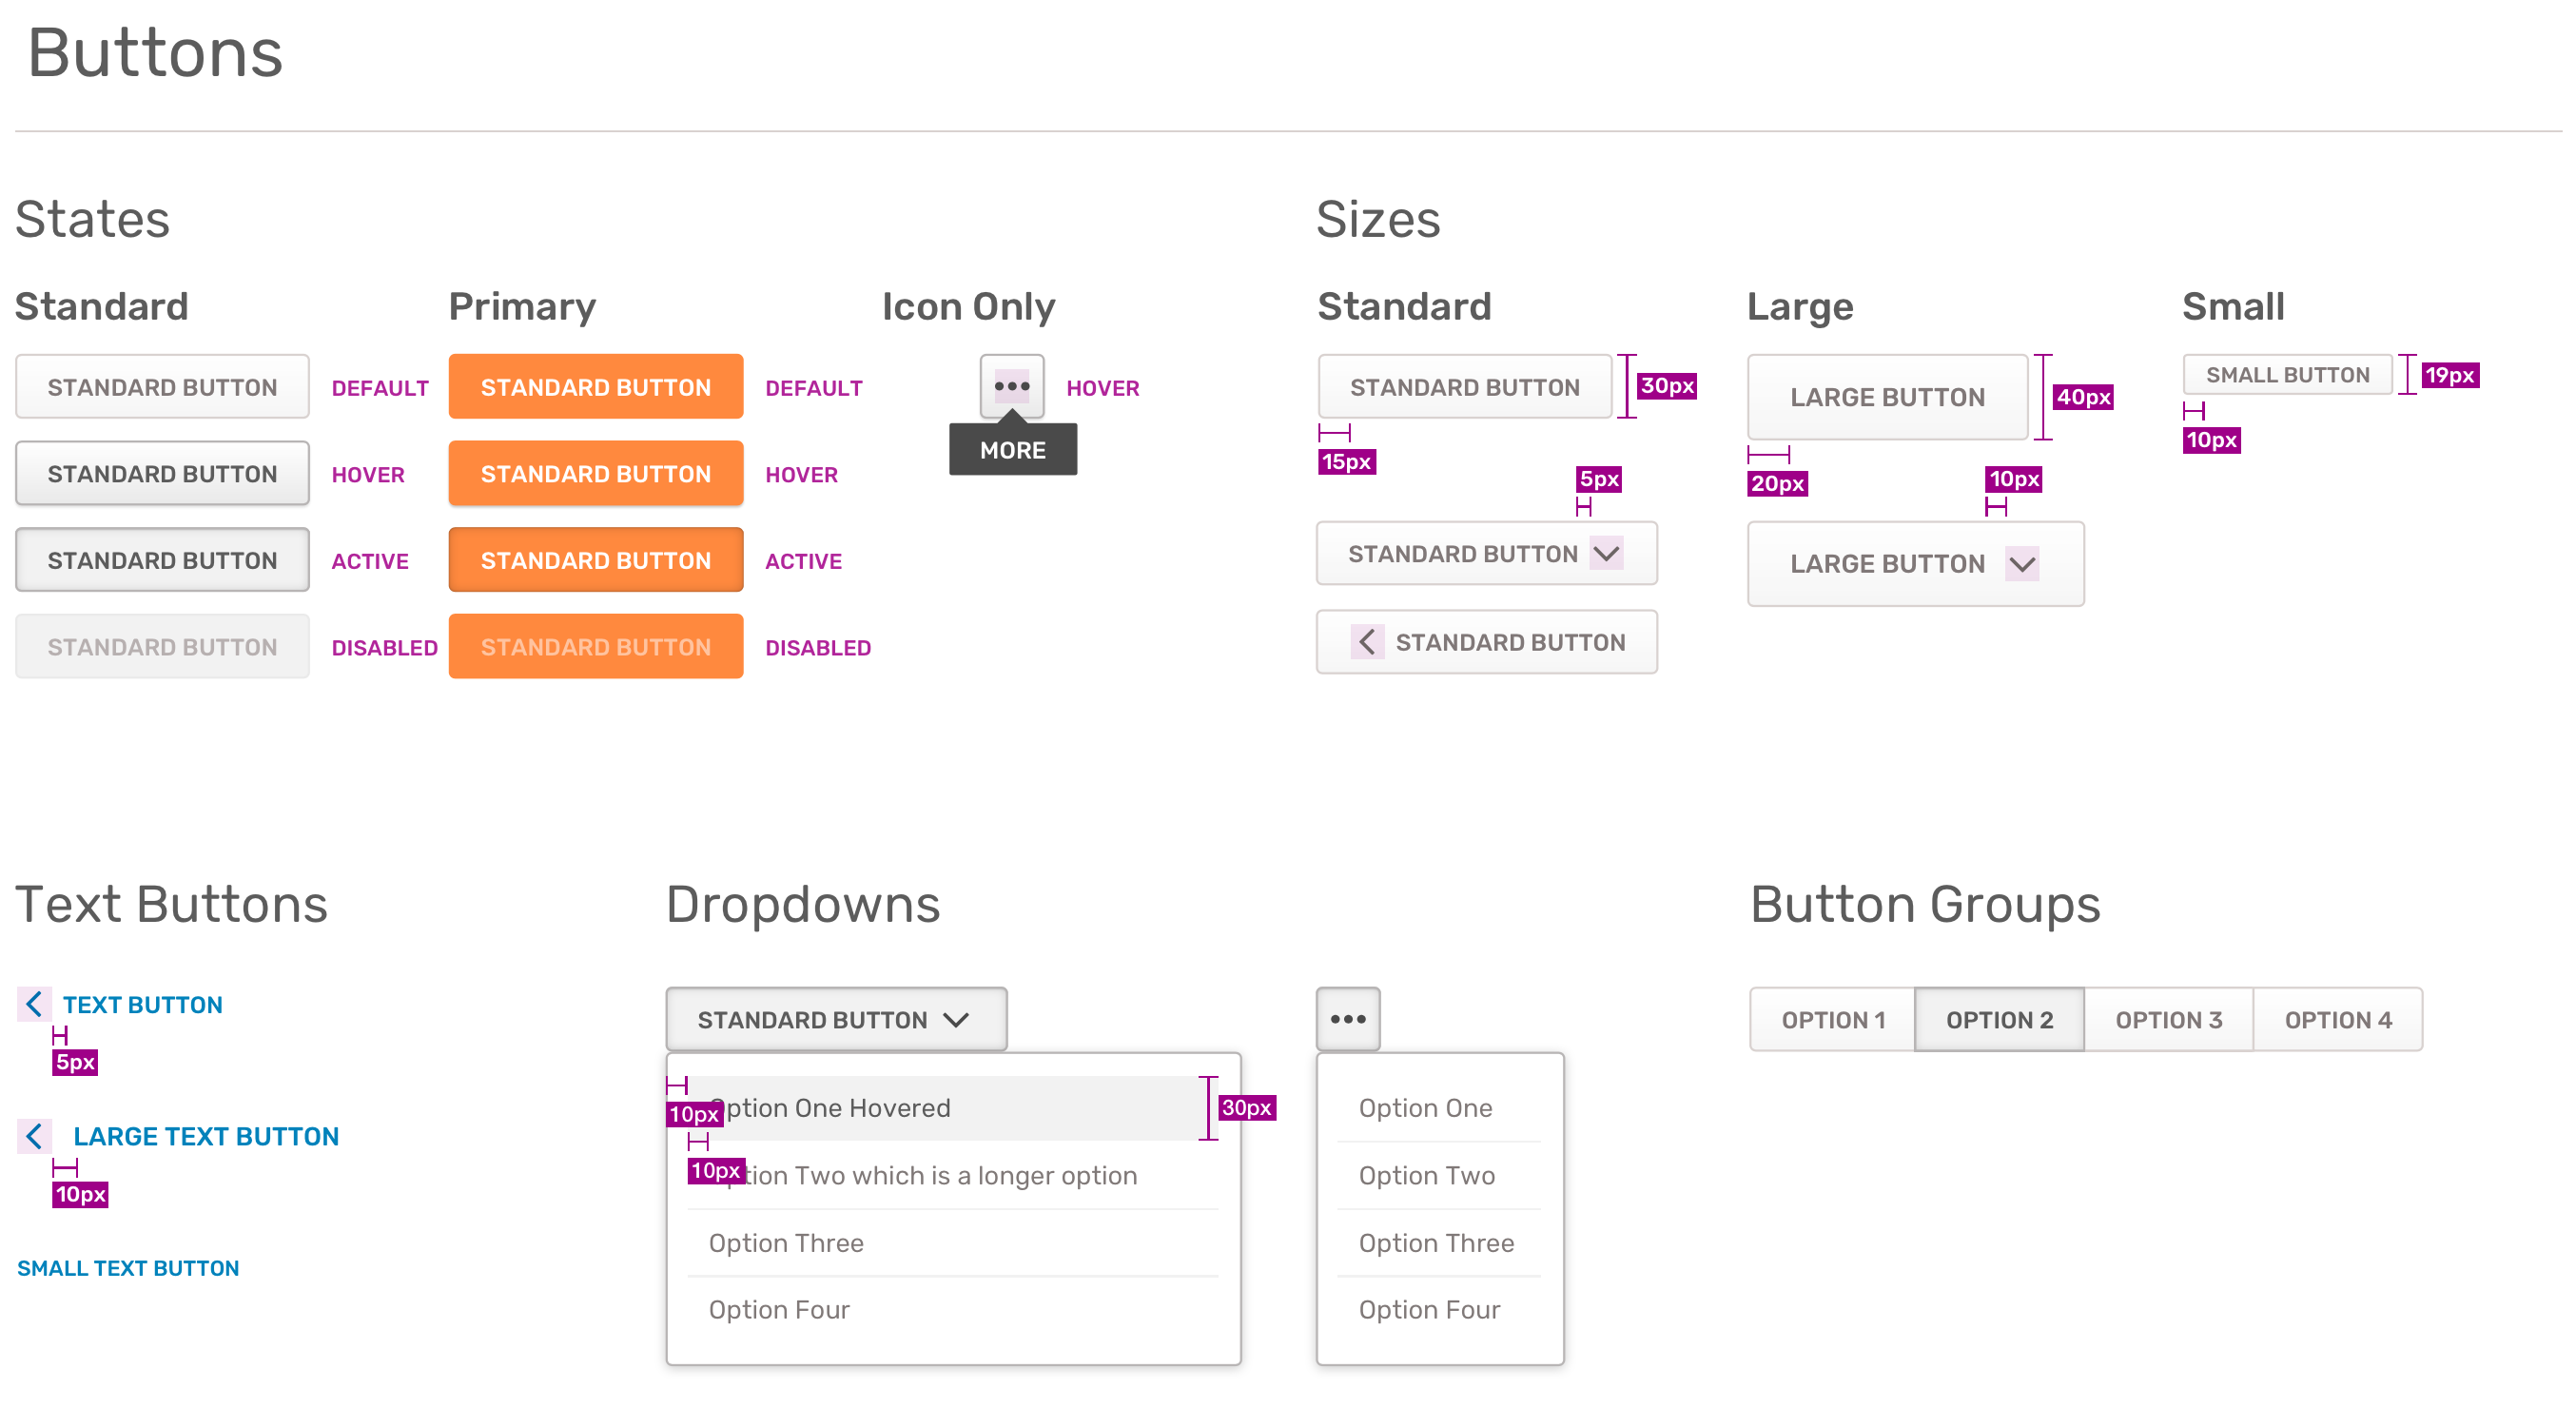 Buttons
States
Standard
STANDARD BUTTON DEFAULT
STANDARD BUTTON HOVER
STANDARD BUTTON ACTIVE
STANDARD BUTTON DISABLED
Primary
STANDARD BUTTON DEFAULT
STANDARD BUTTON HOVER
STANDARD BUTTON ACTIVE
STANDARD BUTTON DISABLED
Icon Only
HOVER
MORE
Sizes
Standard
STANDARD BUTTON 30px
15px
5px
STANDARD BUTTON
STANDARD BUTTON
Large
LARGE BUTTON 40px
20px
10px
LARGE BUTTON
Small
SMALL BUTTON 19px
10px
Text Buttons
TEXT BUTTON
5px
LARGE TEXT BUTTON
10px
SMALL TEXT BUTTON
Dropdowns
STANDARD BUTTON
10px ption One Hovered 30px
10px tion Two which is a longer option
Option Three
Option Four
Option One
Option Two
Option Three
Option Four
Button Groups
OPTION 1 OPTION 2 OPTION 3 OPTION 4